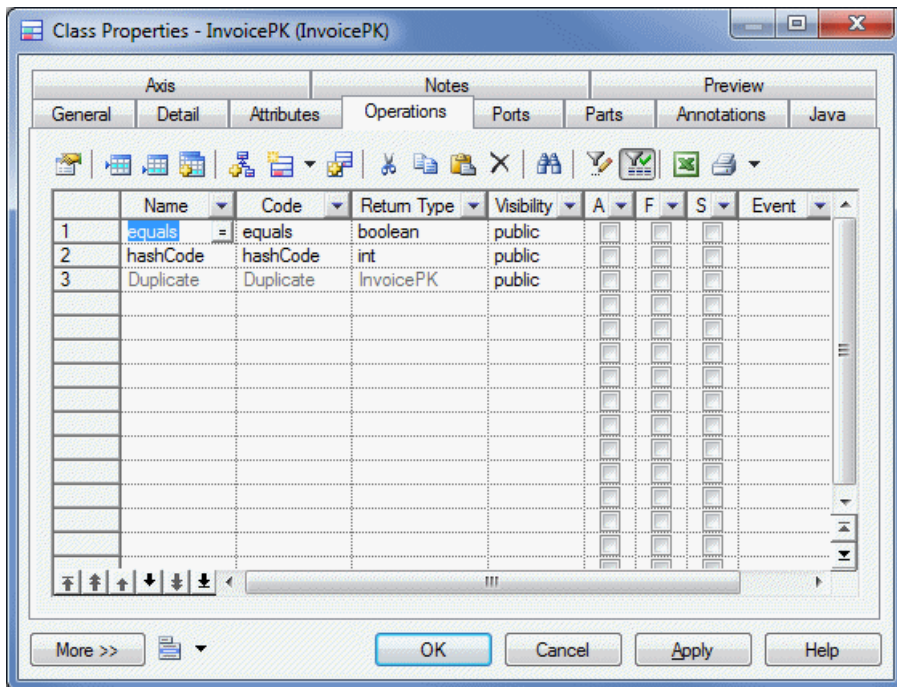 Class Properties - InvoicePK (InvoicePK)
Axis Notes Preview
General Detail Attributes Operations Ports Parts Annotations Java
Name Code Return Type Visibility A F S Event
1 equals = equals boolean public
2 hashCode hashCode int public
3 Duplicate Duplicate InvoicePK public
More >> OK Cancel Apply Help